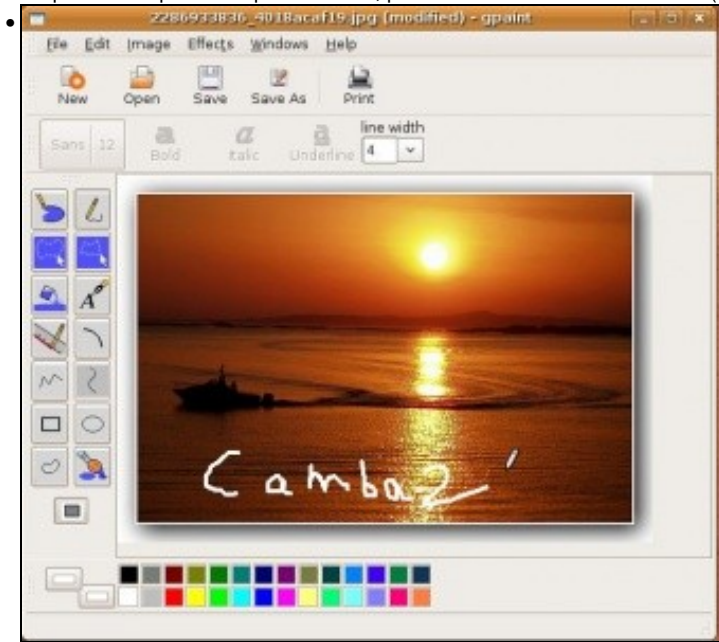 2286933836_4018acaf19.jpg (modified) - gpaint
File Edit Image Effects Windows Help
New Open Save Save As Print
Sans 12 Bold Italic Underline line width 4
Camba2'